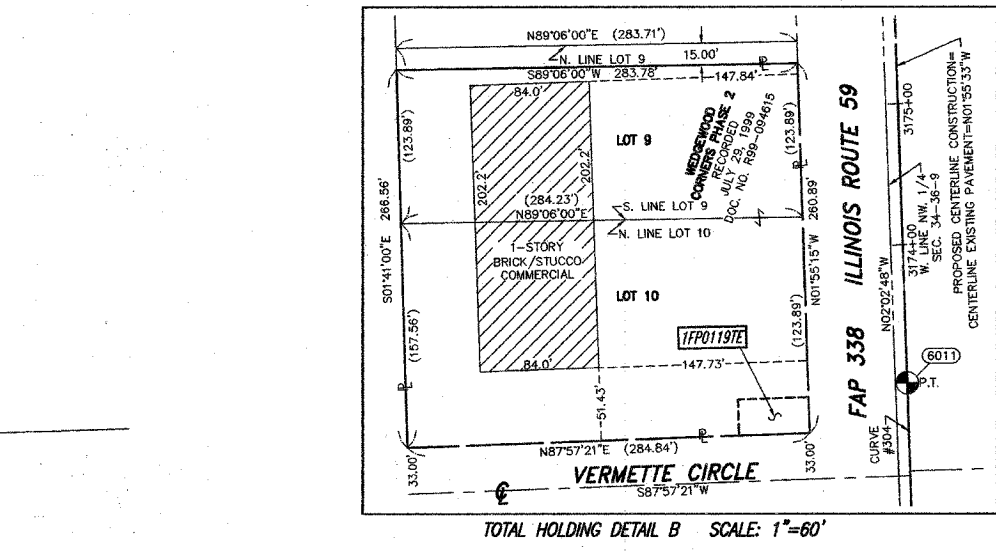 N89°06'00"E (283.71')
N. LINE LOT 9
15.00'
S89°06'00"W 283.78'
147.84'
84.0'
(123.89')
LOT 9
WEDGEWOOD
CORNERS PHASE 2
RECORDED
JULY 29, 1999
DOC. NO. R99-094615
(123.89')
202.2'
202.2'
266.56'
S01°41'00"E
(284.23')
N89°06'00"E
S. LINE LOT 9
N. LINE LOT 10
260.89'
N01°55'15"W
1-STORY
BRICK/STUCCO
COMMERCIAL
LOT 10
(157.56')
(123.89')
1FP0119TE
84.0'
147.73'
51.43'
N87°57'21"E (284.84')
33.00'
33.00'
VERMETTE CIRCLE
S87°57'21"W
FAP 338 ILLINOIS ROUTE 59
N02°02'48"W
3175+00
3174+00
W. LINE NW. 1/4-
SEC. 34-36-9
PROPOSED CENTERLINE CONSTRUCTION=
CENTERLINE EXISTING PAVEMENT=N01°55'33"W
6011
P.T.
CURVE
#304
TOTAL HOLDING DETAIL B SCALE: 1"=60'